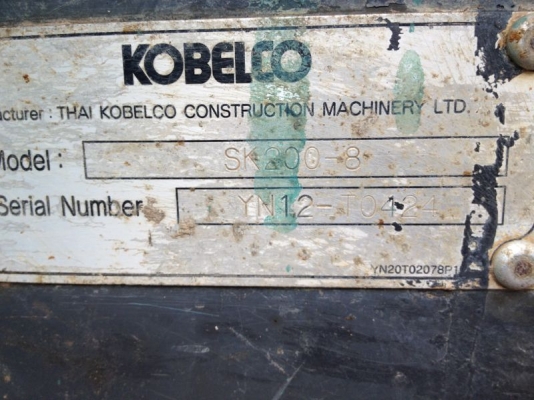 KOBELCO
acturer : THAI KOBELCO CONSTRUCTION MACHINERY LTD.
Model : SK200-8
Serial Number YN12-T0424
YN20T02078P1